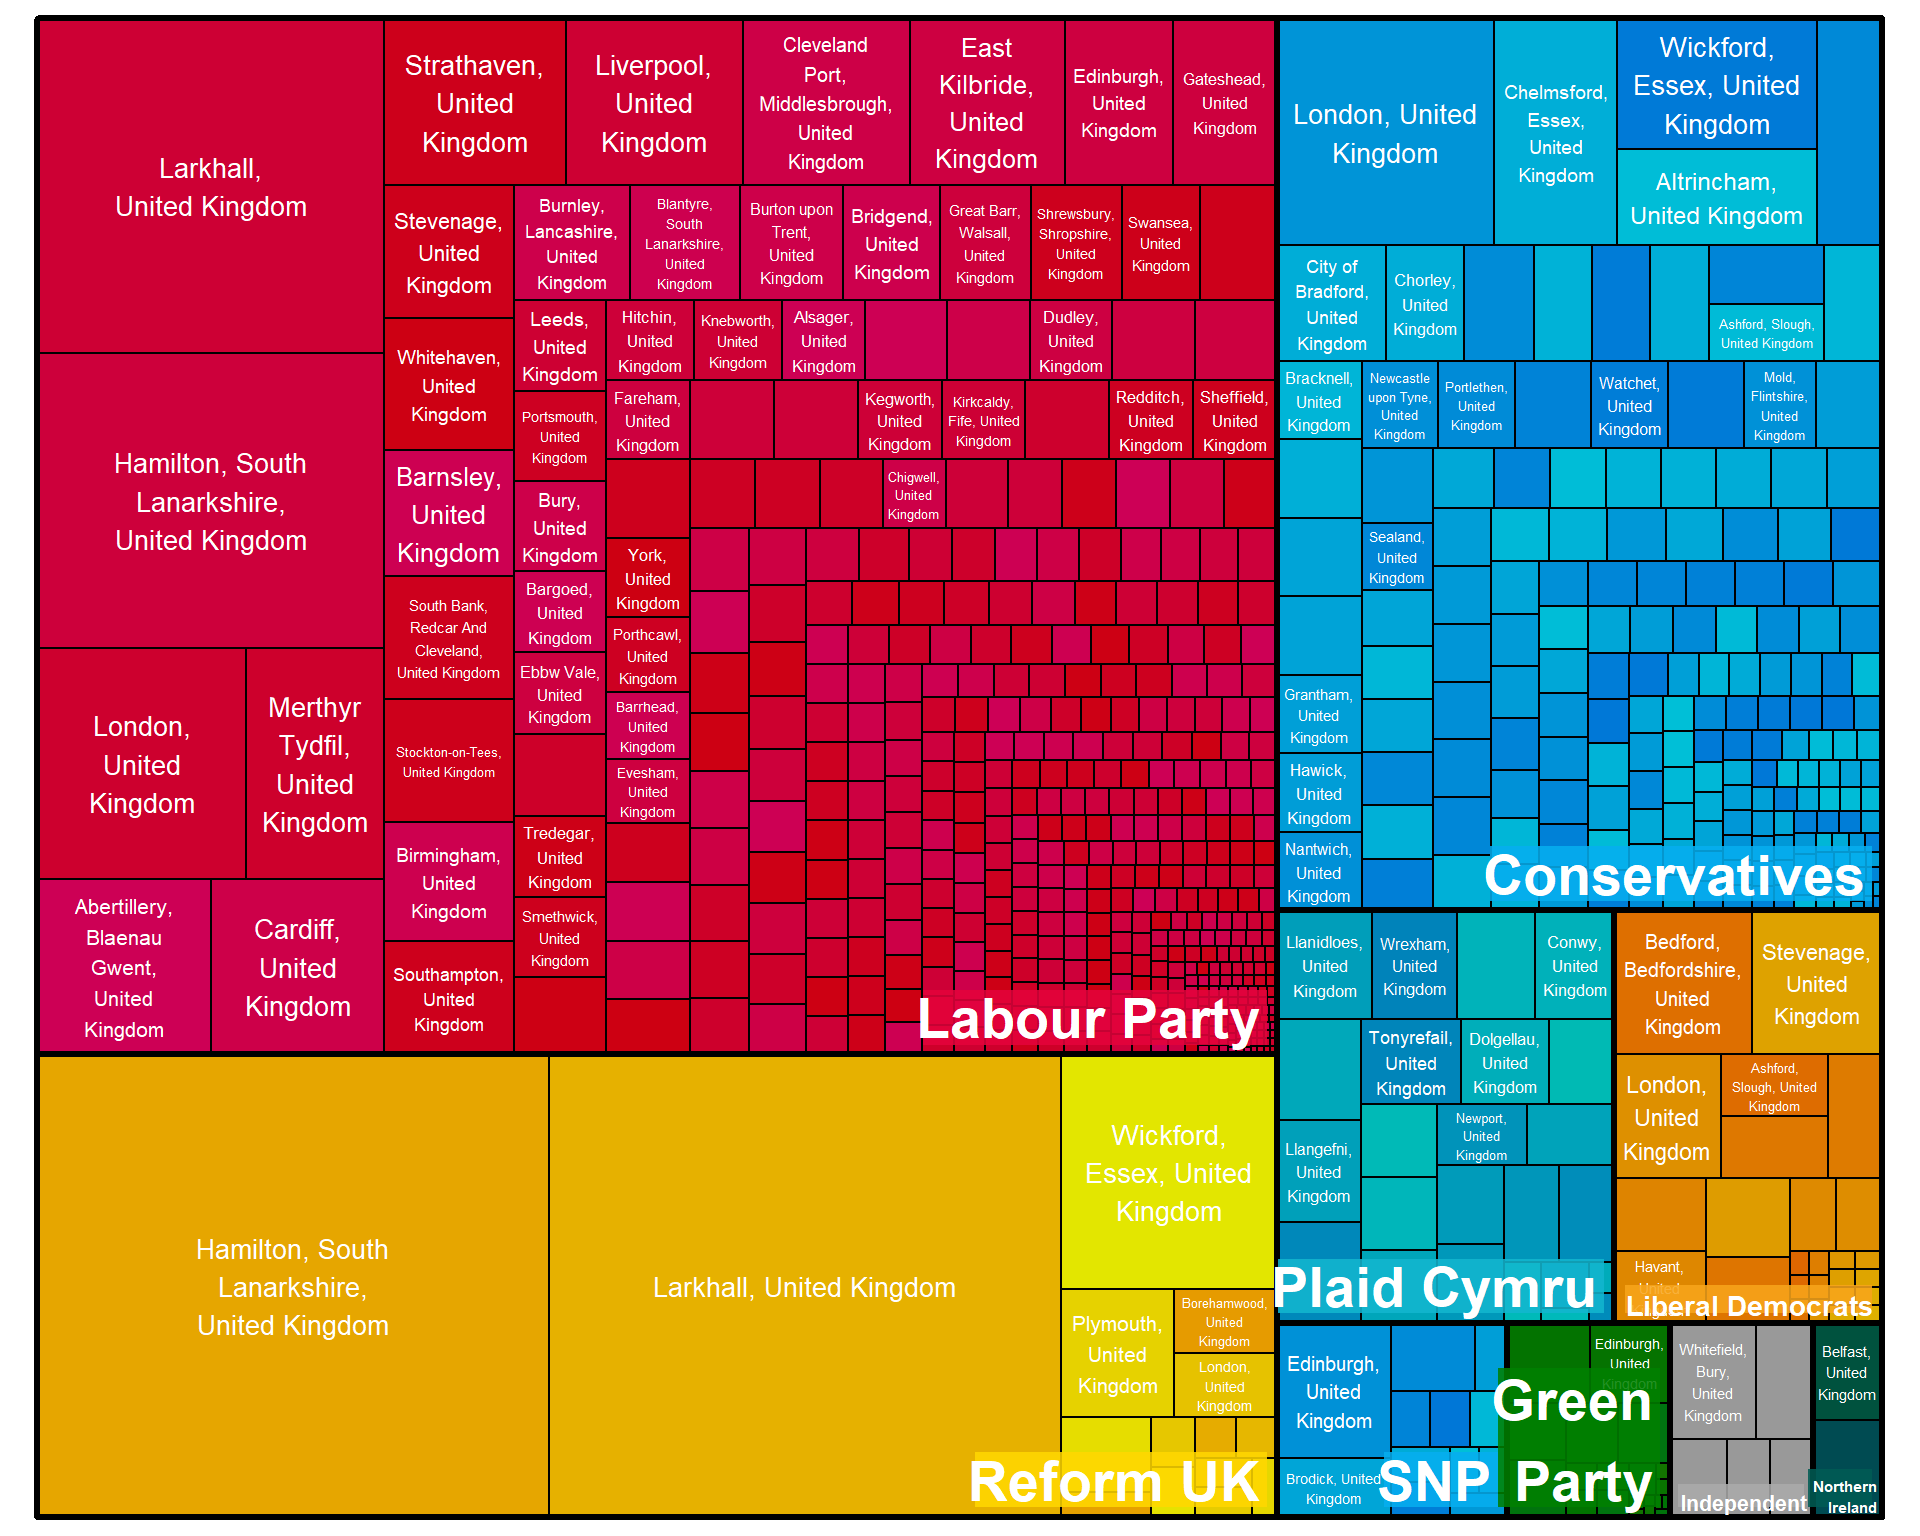 Larkhall,
United Kingdom
Hamilton, South
Lanarkshire,
United Kingdom
London,
United
Kingdom
Merthyr
Tydfil,
United
Kingdom
Abertillery,
Blaenau
Gwent,
United
Kingdom
Cardiff,
United
Kingdom
Strathaven,
United
Kingdom
Liverpool,
United
Kingdom
Cleveland
Port,
Middlesbrough,
United
Kingdom
East
Kilbride,
United
Kingdom
Edinburgh,
United
Kingdom
Gateshead,
United
Kingdom
Stevenage,
United
Kingdom
Whitehaven,
United
Kingdom
Barnsley,
United
Kingdom
South Bank,
Redcar And
Cleveland,
United Kingdom
Stockton-on-Tees,
United Kingdom
Birmingham,
United
Kingdom
Southampton,
United
Kingdom
Burnley,
Lancashire,
United
Kingdom
Blantyre,
South
Lanarkshire,
United
Kingdom
Burton upon
Trent,
United
Kingdom
Bridgend,
United
Kingdom
Great Barr,
Walsall,
United
Kingdom
Shrewsbury,
Shropshire,
United
Kingdom
Swansea,
United
Kingdom
Leeds,
United
Kingdom
Portsmouth,
United
Kingdom
Bury,
United
Kingdom
Bargoed,
United
Kingdom
Ebbw Vale,
United
Kingdom
Tredegar,
United
Kingdom
Smethwick,
United
Kingdom
Hitchin,
United
Kingdom
Knebworth,
United
Kingdom
Alsager,
United
Kingdom
Dudley,
United
Kingdom
Fareham,
United
Kingdom
Kegworth,
United
Kingdom
Kirkcaldy,
Fife, United
Kingdom
Redditch,
United
Kingdom
Sheffield,
United
Kingdom
Chigwell,
United
Kingdom
York,
United
Kingdom
Porthcawl,
United
Kingdom
Barrhead,
United
Kingdom
Evesham,
United
Kingdom
Labour Party
London, United
Kingdom
Chelmsford,
Essex,
United
Kingdom
Wickford,
Essex, United
Kingdom
Altrincham,
United Kingdom
City of
Bradford,
United
Kingdom
Chorley,
United
Kingdom
Ashford, Slough,
United Kingdom
Bracknell,
United
Kingdom
Newcastle
upon Tyne,
United
Kingdom
Portlethen,
United
Kingdom
Watchet,
United
Kingdom
Mold,
Flintshire,
United
Kingdom
Sealand,
United
Kingdom
Grantham,
United
Kingdom
Hawick,
United
Kingdom
Nantwich,
United
Kingdom
Conservatives
Hamilton, South
Lanarkshire,
United Kingdom
Larkhall, United Kingdom
Wickford,
Essex, United
Kingdom
Plymouth,
United
Kingdom
Borehamwood,
United
Kingdom
London,
United
Kingdom
Reform UK
Llanidloes,
United
Kingdom
Wrexham,
United
Kingdom
Conwy,
United
Kingdom
Tonyrefail,
United
Kingdom
Dolgellau,
United
Kingdom
Llangefni,
United
Kingdom
Newport,
United
Kingdom
Plaid Cymru
Bedford,
Bedfordshire,
United
Kingdom
Stevenage,
United
Kingdom
London,
United
Kingdom
Ashford,
Slough, United
Kingdom
Havant,
United
Liberal Democrats
Edinburgh,
United
Kingdom
Brodick, United
Kingdom
SNP
Edinburgh,
United
Kingdom
Green
Party
Whitefield,
Bury,
United
Kingdom
Independent
Belfast,
United
Kingdom
Northern
Ireland